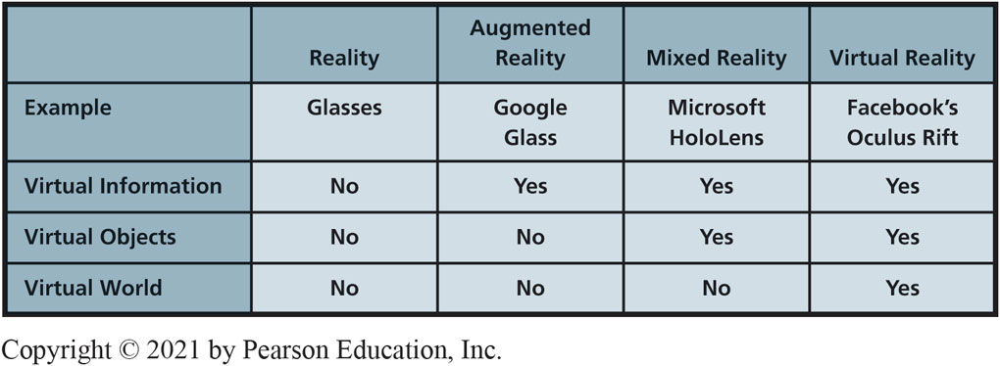 Reality Augmented Reality Mixed Reality Virtual Reality
Example Glasses Google Glass Microsoft HoloLens Facebook’s Oculus Rift
Virtual Information No Yes Yes Yes
Virtual Objects No No Yes Yes
Virtual World No No No Yes
Copyright © 2021 by Pearson Education, Inc.